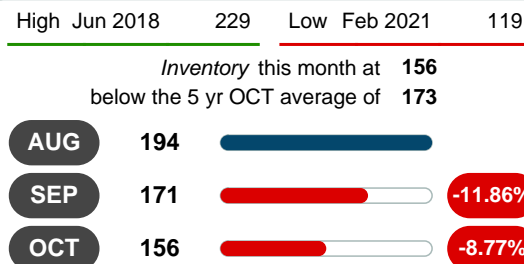 High Jun 2018 229 Low Feb 2021 119
Inventory this month at 156
below the 5 yr OCT average of 173
AUG 194
SEP 171 -11.86%
OCT 156 -8.77%